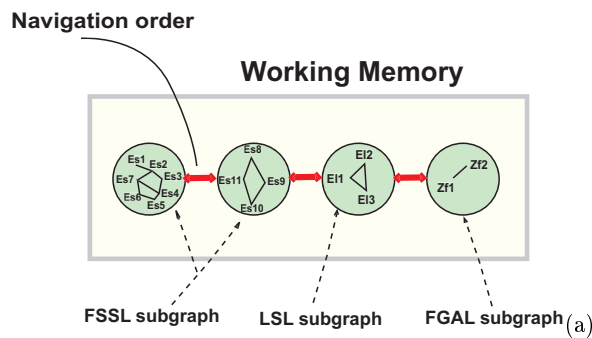 Navigation order
Working Memory
Es1
Es2
Es3
Es7
Es4
Es6
Es5
Es8
Es11
Es9
Es10
El2
El1
El3
Zf2
Zf1
FSSL subgraph
LSL subgraph
FGAL subgraph
(a)